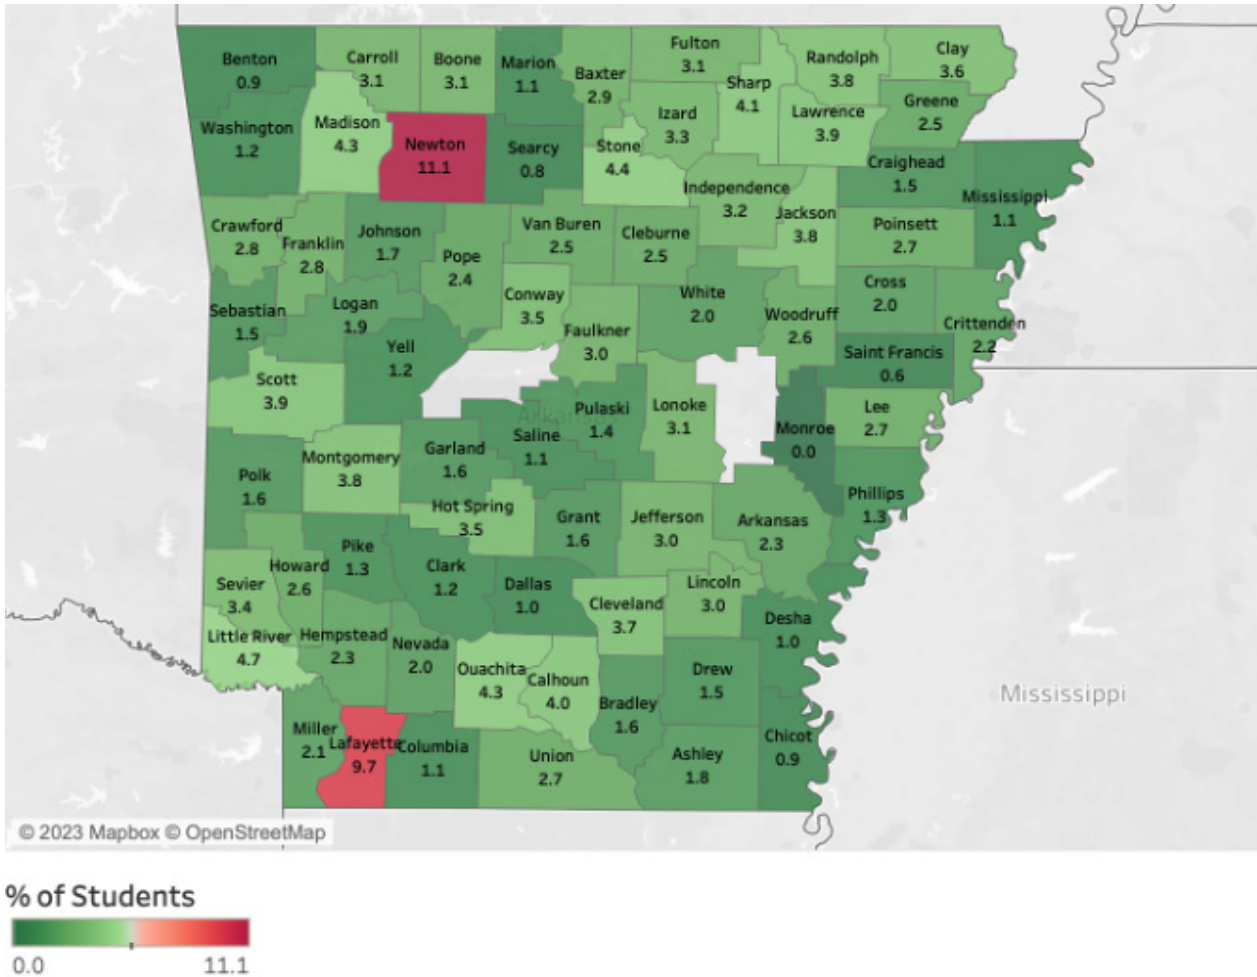 Benton
0.9
Carroll
3.1
Boone
3.1
Marion
1.1
Baxter
2.9
Fulton
3.1
Sharp
4.1
Randolph
3.8
Clay
3.6
Greene
2.5
Lawrence
3.9
Izard
3.3
Washington
1.2
Madison
4.3
Newton
11.1
Searcy
0.8
Stone
4.4
Craighead
1.5
Mississippi
1.1
Independence
3.2
Jackson
3.8
Poinsett
2.7
Crawford
2.8
Franklin
2.8
Johnson
1.7
Pope
2.4
Van Buren
2.5
Cleburne
2.5
White
2.0
Woodruff
2.6
Cross
2.0
Crittenden
2.2
Sebastian
1.5
Logan
1.9
Yell
1.2
Conway
3.5
Faulkner
3.0
Saint Francis
0.6
Scott
3.9
Pulaski
1.4
Lonoke
3.1
Monroe
0.0
Lee
2.7
Arkansas
Saline
1.1
Garland
1.6
Montgomery
3.8
Polk
1.6
Hot Spring
3.5
Grant
1.6
Jefferson
3.0
Arkansas
2.3
Phillips
1.3
Pike
1.3
Clark
1.2
Dallas
1.0
Howard
2.6
Sevier
3.4
Cleveland
3.7
Lincoln
3.0
Desha
1.0
Little River
4.7
Hempstead
2.3
Nevada
2.0
Ouachita
4.3
Calhoun
4.0
Bradley
1.6
Drew
1.5
Mississippi
Miller
2.1
Lafayette
9.7
Columbia
1.1
Union
2.7
Ashley
1.8
Chicot
0.9
© 2023 Mapbox © OpenStreetMap
% of Students
0.0 11.1